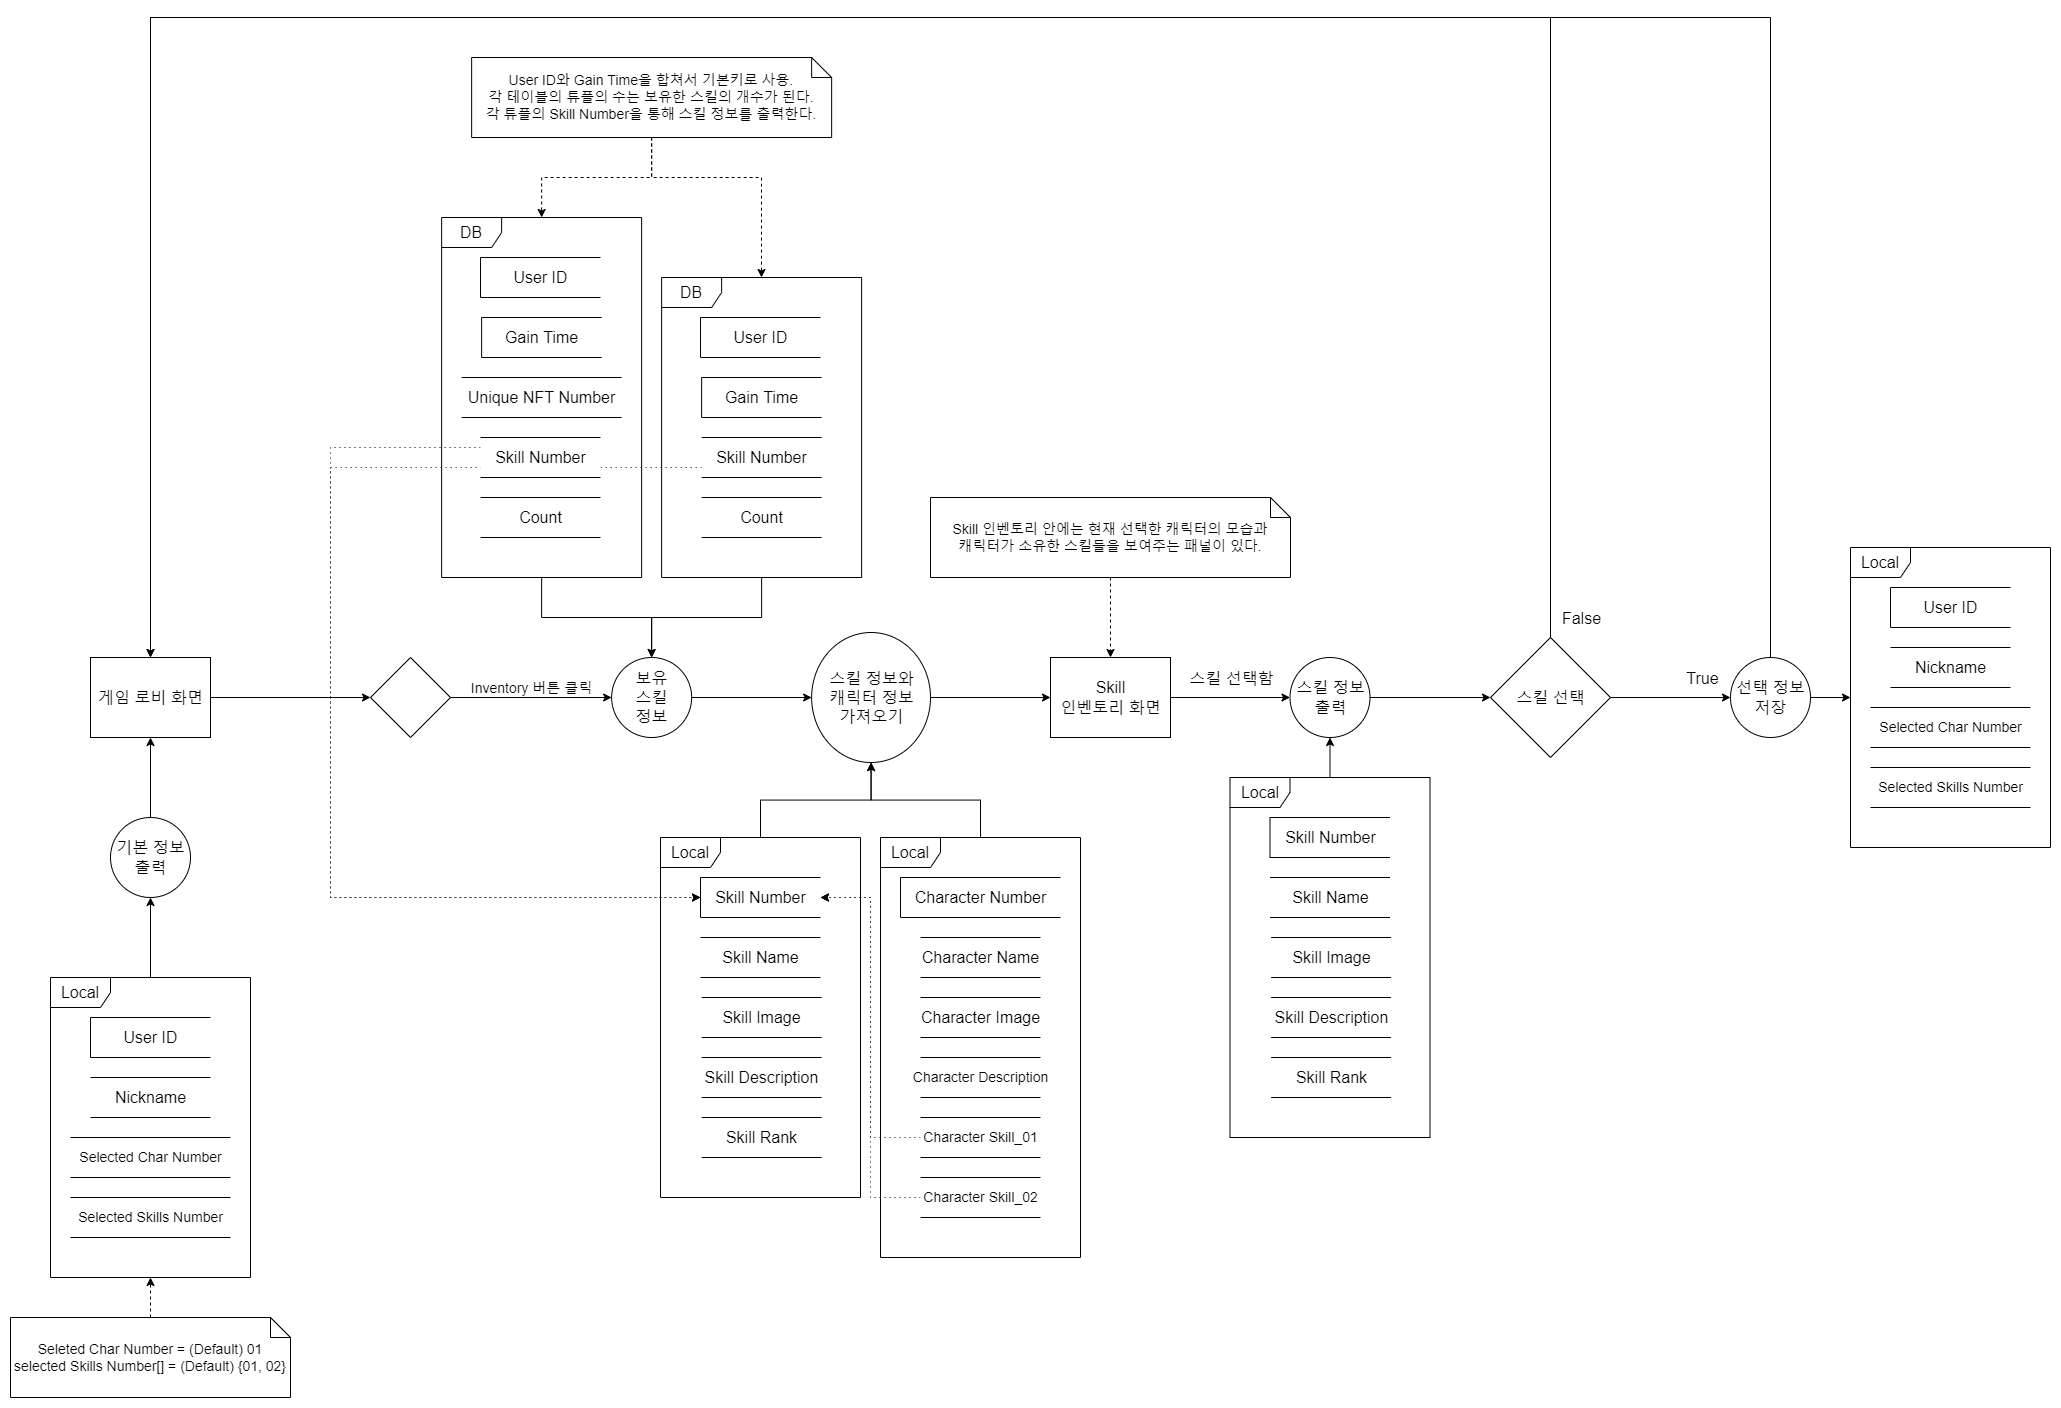 User ID와 Gain Time을 합쳐서 기본키로 사용.
각 테이블의 튜플의 수는 보유한 스킬의 개수가 된다.
각 튜플의 Skill Number을 통해 스킬 정보를 출력한다.
DB
User ID
Gain Time
Unique NFT Number
Skill Number
Count
DB
User ID
Gain Time
Skill Number
Count
Skill 인벤토리 안에는 현재 선택한 캐릭터의 모습과
캐릭터가 소유한 스킬들을 보여주는 패널이 있다.
게임 로비 화면
Inventory 버튼 클릭
보유
스킬
정보
스킬 정보와
캐릭터 정보
가져오기
Skill
인벤토리 화면
스킬 선택함
스킬 정보
출력
스킬 선택
False
True
선택 정보
저장
Local
User ID
Nickname
Selected Char Number
Selected Skills Number
기본 정보
출력
Local
User ID
Nickname
Selected Char Number
Selected Skills Number
Seleted Char Number = (Default) 01
selected Skills Number[] = (Default) {01, 02}
Local
Skill Number
Skill Name
Skill Image
Skill Description
Skill Rank
Local
Character Number
Character Name
Character Image
Character Description
Character Skill_01
Character Skill_02
Local
Skill Number
Skill Name
Skill Image
Skill Description
Skill Rank